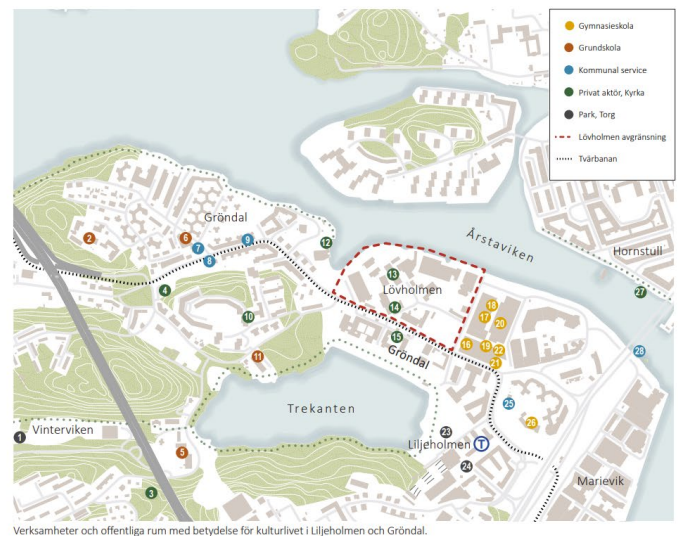 Gymnasieskola
Grundskola
Kommunal service
Privat aktör, Kyrka
Park, Torg
Lövholmen avgränsning
Tvärbanan
Gröndal
2
6
7
8
9
12
4
10
11
Årstaviken
Hornstull
27
13
Lövholmen
14
15
Gröndal
18
17
20
16
19
22
21
28
25
26
Trekanten
23
Liljeholmen
T
24
Marievik
Vinterviken
1
5
3
Verksamheter och offentliga rum med betydelse för kulturlivet i Liljeholmen och Gröndal.